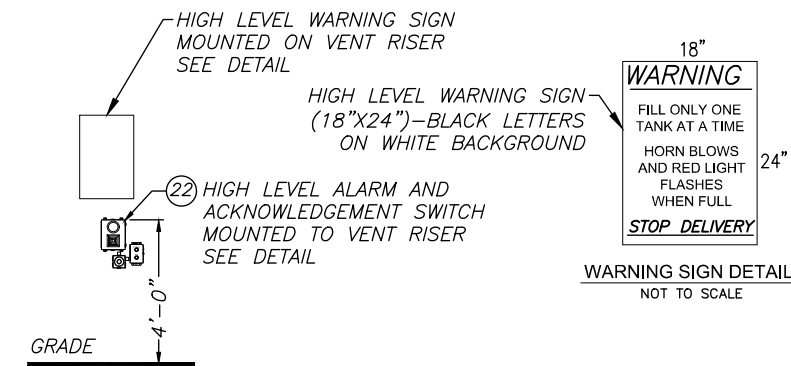 HIGH LEVEL WARNING SIGN
MOUNTED ON VENT RISER
SEE DETAIL
HIGH LEVEL WARNING SIGN
(18"X24")–BLACK LETTERS
ON WHITE BACKGROUND
22 HIGH LEVEL ALARM AND
ACKNOWLEDGEMENT SWITCH
MOUNTED TO VENT RISER
SEE DETAIL
4'-0"
GRADE
18"
WARNING
FILL ONLY ONE
TANK AT A TIME
HORN BLOWS
AND RED LIGHT
FLASHES
WHEN FULL
STOP DELIVERY
24"
WARNING SIGN DETAIL
NOT TO SCALE